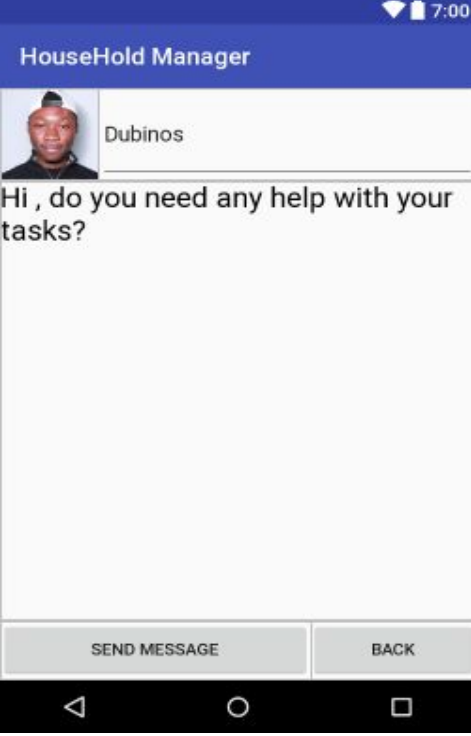 7:00
HouseHold Manager
Dubinos
Hi , do you need any help with your
tasks?
SEND MESSAGE
BACK